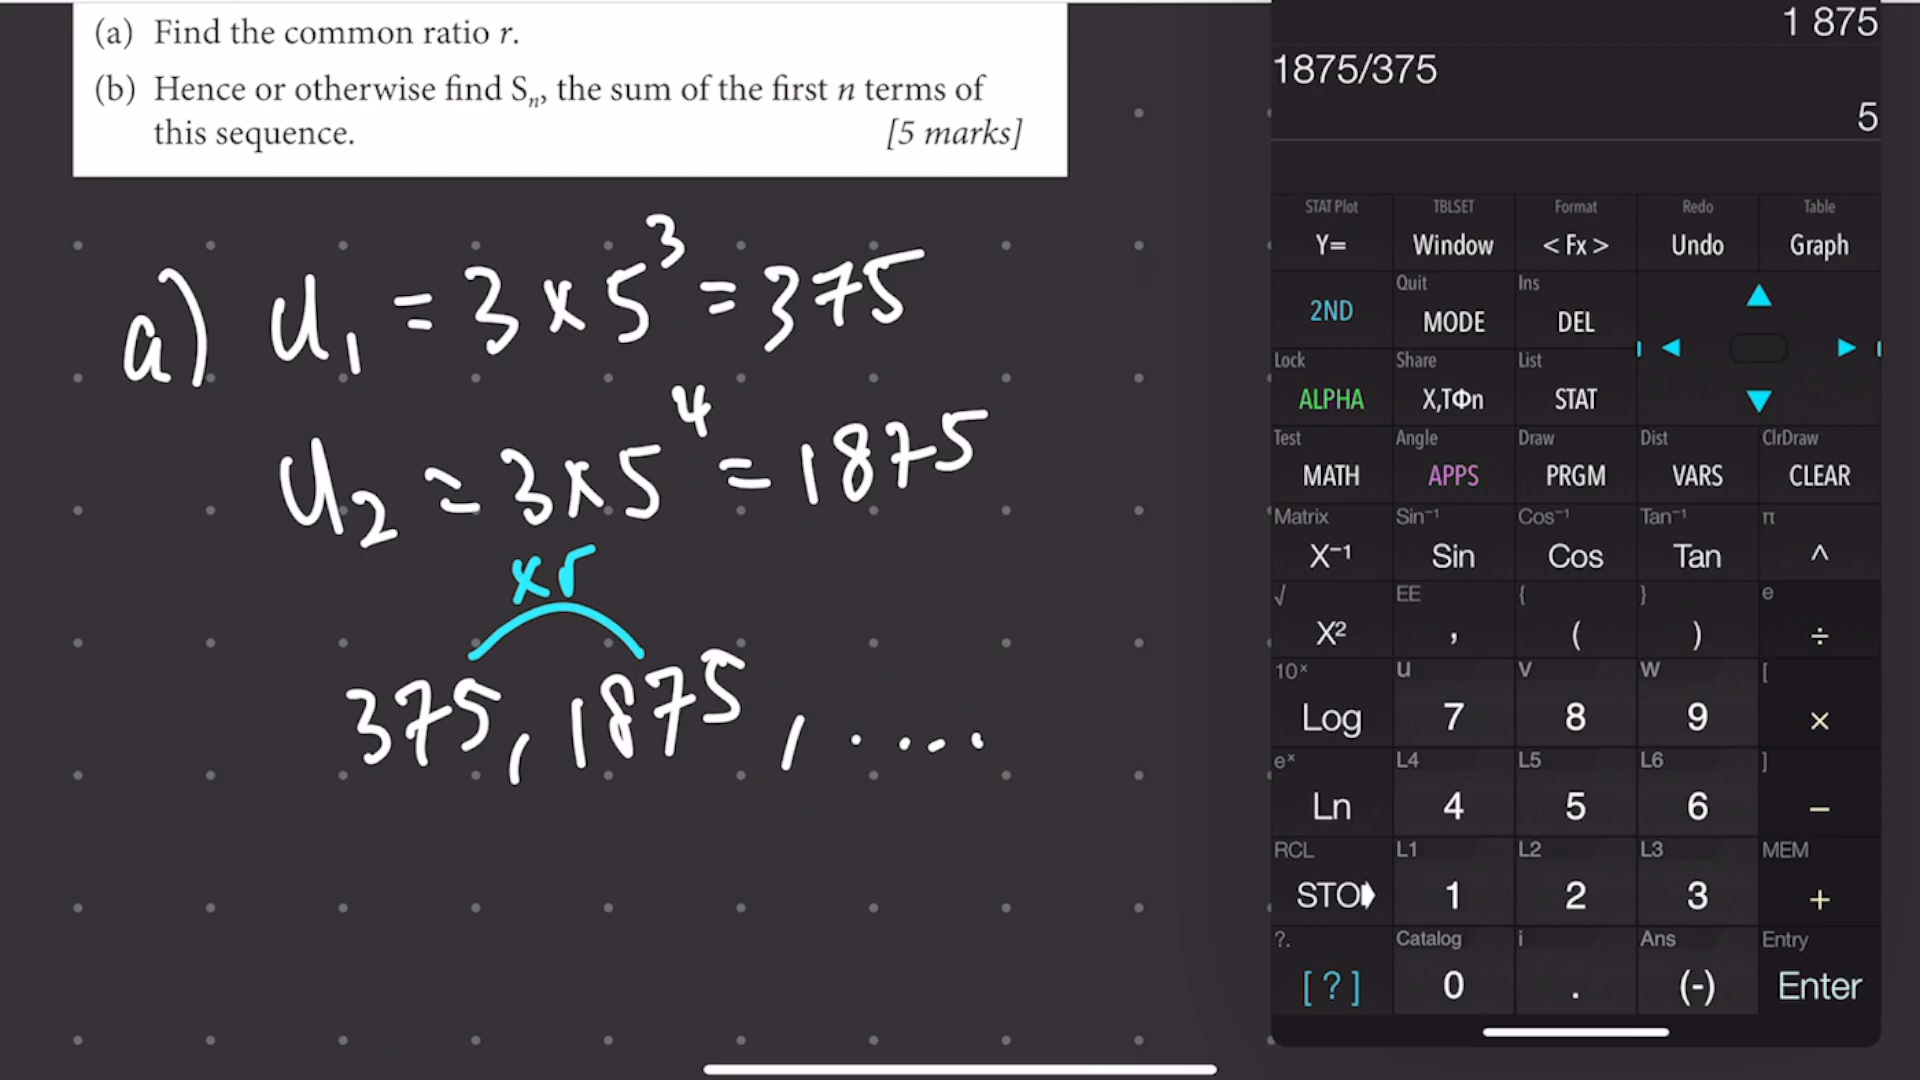 (a) Find the common ratio r.
(b) Hence or otherwise find Sn, the sum of the first n terms of
this sequence. [5 marks]
a) u₁ = 3 × 5³ = 375
u₂ = 3 × 5⁴ = 1875
×r
375, 1875, ....
1 875
1875/375
5
STAT Plot TBLSET Format Redo Table
Y= Window < Fx > Undo Graph
Quit Ins
2ND MODE DEL
Lock Share List
ALPHA X,TΦn STAT
Test Angle Draw Dist ClrDraw
MATH APPS PRGM VARS CLEAR
Matrix Sin⁻¹ Cos⁻¹ Tan⁻¹ π
X⁻¹ Sin Cos Tan ^
√ EE { } e
X² , ( ) ÷
10ˣ u V W [
Log 7 8 9 ×
eˣ L4 L5 L6 ]
Ln 4 5 6 −
RCL L1 L2 L3 MEM
STO 1 2 3 +
?. Catalog i Ans Entry
[ ? ] 0 . (-) Enter